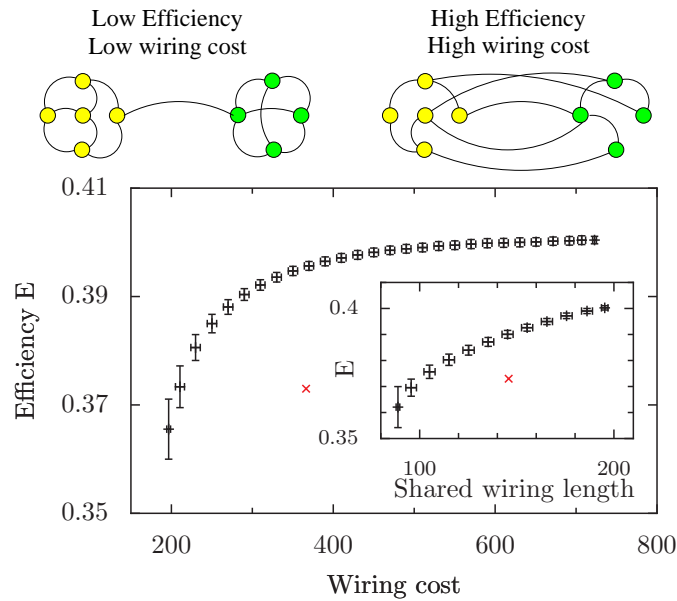 Low Efficiency
Low wiring cost
High Efficiency
High wiring cost
0.41
0.39
0.37
0.35
Efficiency E
200
400
600
800
Wiring cost
0.4
0.35
E
100
200
Shared wiring length